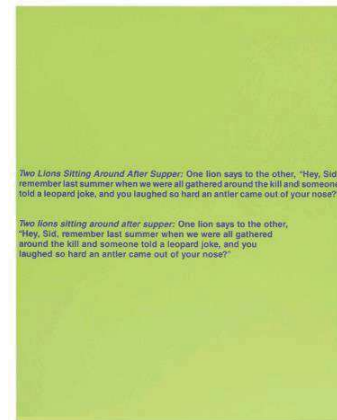 Two Lions Sitting Around After Supper: One lion says to the other, “Hey, Sid
remember last summer when we were all gathered around the kill and someone
told a leopard joke, and you laughed so hard an antler came out of your nose?
Two lions sitting around after supper: One lion says to the other,
“Hey, Sid, remember last summer when we were all gathered
around the kill and someone told a leopard joke, and you
laughed so hard an antler came out of your nose?”